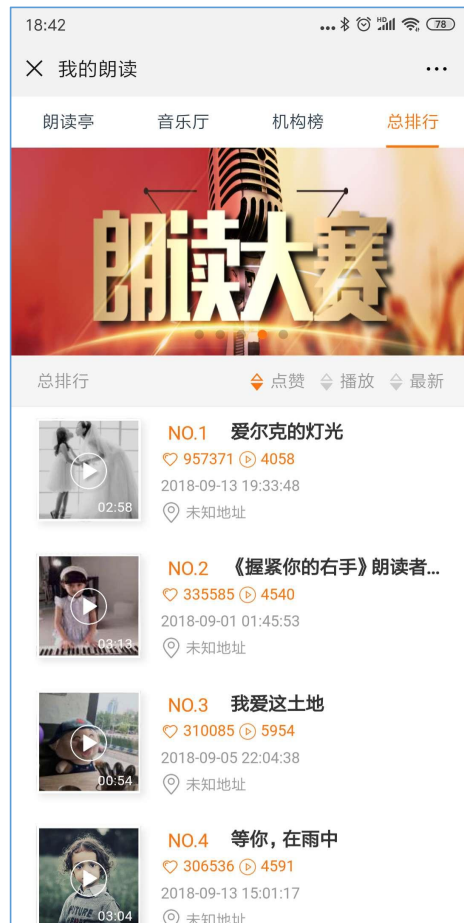 18:42
HD
78
我的朗读
朗读亭 音乐厅 机构榜 总排行
朗读大赛
总排行 点赞 播放 最新
NO.1 爱尔克的灯光
957371 4058
2018-09-13 19:33:48
02:58
未知地址
NO.2 《握紧你的右手》朗读者...
335585 4540
2018-09-01 01:45:53
03:13
未知地址
NO.3 我爱这土地
310085 5954
2018-09-05 22:04:38
00:54
未知地址
NO.4 等你，在雨中
306536 4591
2018-09-13 15:01:17
FUTURE
03:04
未知地址